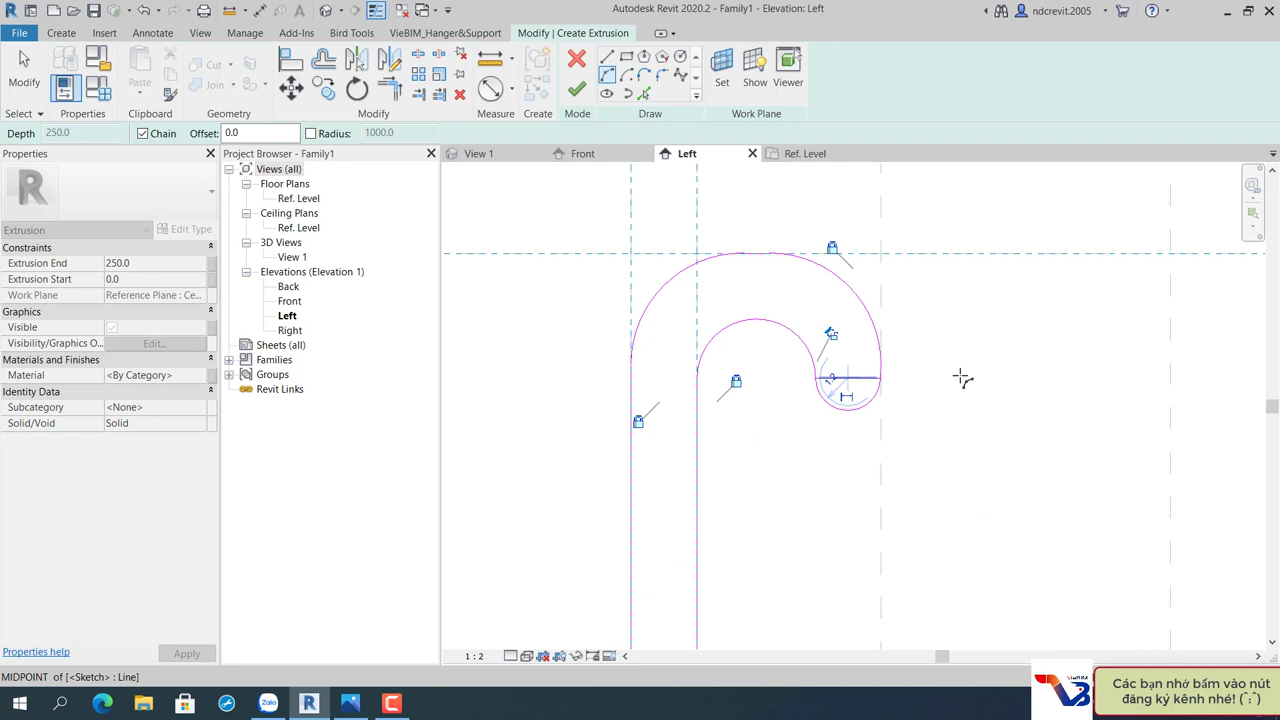 Autodesk Revit 2020.2 - Family1 - Elevation: Left
ndcrevit.2005
File Create Insert Annotate View Manage Add-Ins Bird Tools VieBIM_Hanger&Support Modify | Create Extrusion
Modify Paste Cut Join Set Show Viewer
Select Properties Clipboard Geometry Modify Measure Create Mode Draw Work Plane
Depth 250.0 Chain Offset: 0.0 Radius: 1000.0
Properties
Extrusion
Edit Type
Constraints
Extrusion End 250.0
Extrusion Start 0.0
Work Plane Reference Plane : Ce...
Graphics
Visible
Visibility/Graphics O... Edit...
Materials and Finishes
Material <By Category>
Identity Data
Subcategory <None>
Solid/Void Solid
Properties help Apply
Project Browser - Family1
Views (all)
Floor Plans
Ref. Level
Ceiling Plans
Ref. Level
3D Views
View 1
Elevations (Elevation 1)
Back
Front
Left
Right
Sheets (all)
Families
Groups
Revit Links
View 1 Front Left Ref. Level
1 : 2
MIDPOINT of [<Sketch> : Line]
Zalo
VieBIM
Các bạn nhớ bấm vào nút
đăng ký kênh nhé! (ˆ:ˆ)